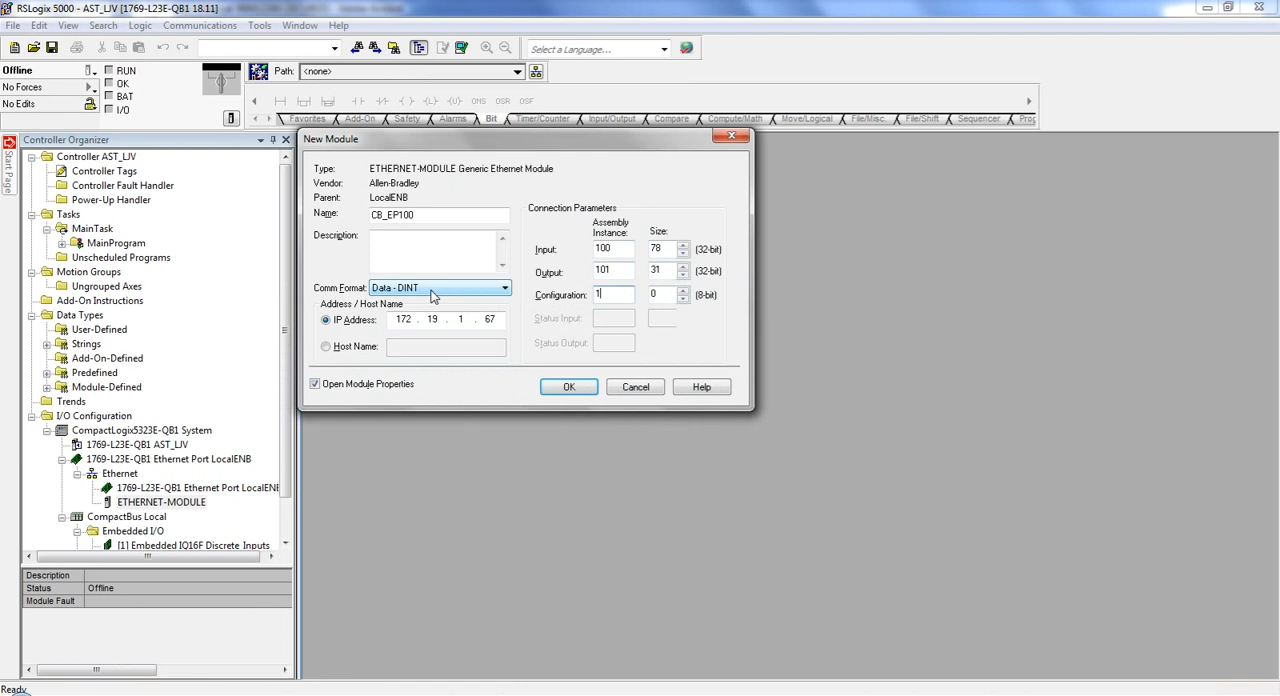 RSLogix 5000 - AST_LJV [1769-L23E-QB1 18.11]
File Edit View Search Logic Communications Tools Window Help
Select a Language...
Offline
RUN
No Forces
OK
BAT
No Edits
I/O
Path: <none>
ONS OSR OSF
Favorites Add-On Safety Alarms Bit Timer/Counter Input/Output Compare Compute/Math Move/Logical File/Misc. File/Shift Sequencer
Start Page
Controller Organizer
Controller AST_LJV
Controller Tags
Controller Fault Handler
Power-Up Handler
Tasks
MainTask
MainProgram
Unscheduled Programs
Motion Groups
Ungrouped Axes
Add-On Instructions
Data Types
User-Defined
Strings
Add-On-Defined
Predefined
Module-Defined
Trends
I/O Configuration
CompactLogix5323E-QB1 System
1769-L23E-QB1 AST_LJV
1769-L23E-QB1 Ethernet Port LocalENB
Ethernet
1769-L23E-QB1 Ethernet Port LocalEN
ETHERNET-MODULE
CompactBus Local
Embedded I/O
[1] Embedded IQ16F Discrete Inputs
Description
Status Offline
Module Fault
Ready
New Module
Type: ETHERNET-MODULE Generic Ethernet Module
Vendor: Allen-Bradley
Parent: LocalENB
Name: CB_EP100
Description:
Comm Format: Data - DINT
Address / Host Name
IP Address: 172 . 19 . 1 . 67
Host Name:
Open Module Properties
Connection Parameters
Assembly
Instance: Size:
Input: 100 78 (32-bit)
Output: 101 31 (32-bit)
Configuration: 1 0 (8-bit)
Status Input:
Status Output:
OK Cancel Help